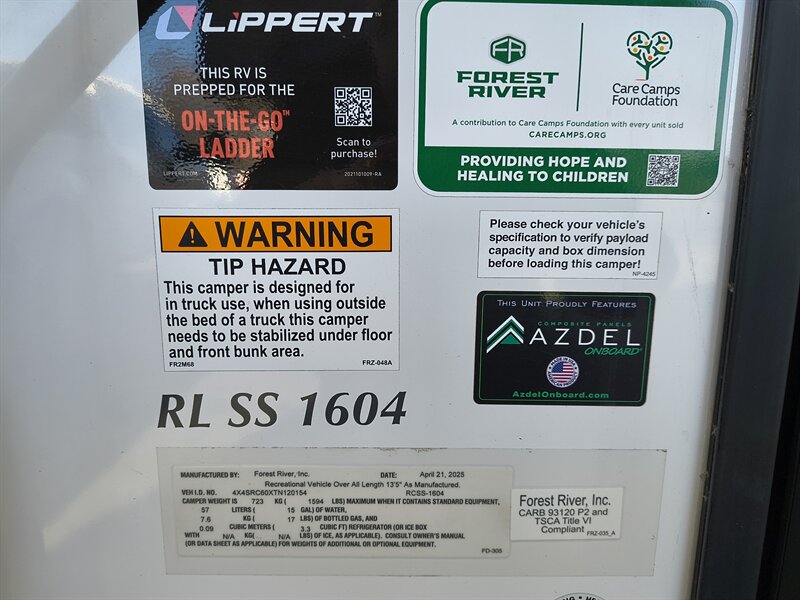 LiPPERT™
THIS RV IS
PREPPED FOR THE
ON-THE-GO™
LADDER
Scan to
purchase!
LIPPERT.COM
2021101009-RA
FR
FOREST
RIVER
Care Camps
Foundation
A contribution to Care Camps Foundation with every unit sold
CARECAMPS.ORG
PROVIDING HOPE AND
HEALING TO CHILDREN
WARNING
TIP HAZARD
This camper is designed for
in truck use, when using outside
the bed of a truck this camper
needs to be stabilized under floor
and front bunk area.
FR2M68 FRZ-048A
Please check your vehicle's
specification to verify payload
capacity and box dimension
before loading this camper!
NP-4245
THIS UNIT PROUDLY FEATURES
COMPOSITE PANELS
AZDEL
ONBOARD®
AzdelOnboard.com
RL SS 1604
MANUFACTURED BY: Forest River, Inc. DATE: April 21, 2025
Recreational Vehicle Over All Length 13'5" As Manufactured.
VEH I.D. NO. 4X4SRC60XTN120154 RCSS-1604
CAMPER WEIGHT IS 723 KG ( 1594 LBS) MAXIMUM WHEN IT CONTAINS STANDARD EQUIPMENT,
57 LITERS ( 15 GAL) OF WATER,
7.6 KG ( 17 LBS) OF BOTTLED GAS, AND
0.09 CUBIC METERS ( 3.3 CUBIC FT) REFRIGERATOR (OR ICE BOX
WITH N/A KG( N/A LBS) OF ICE, AS APPLICABLE). CONSULT OWNER'S MANUAL
(OR DATA SHEET AS APPLICABLE) FOR WEIGHTS OF ADDITIONAL OR OPTIONAL EQUIPMENT.
FD-305
Forest River, Inc.
CARB 93120 P2 and
TSCA Title VI
Compliant
FRZ-035_A